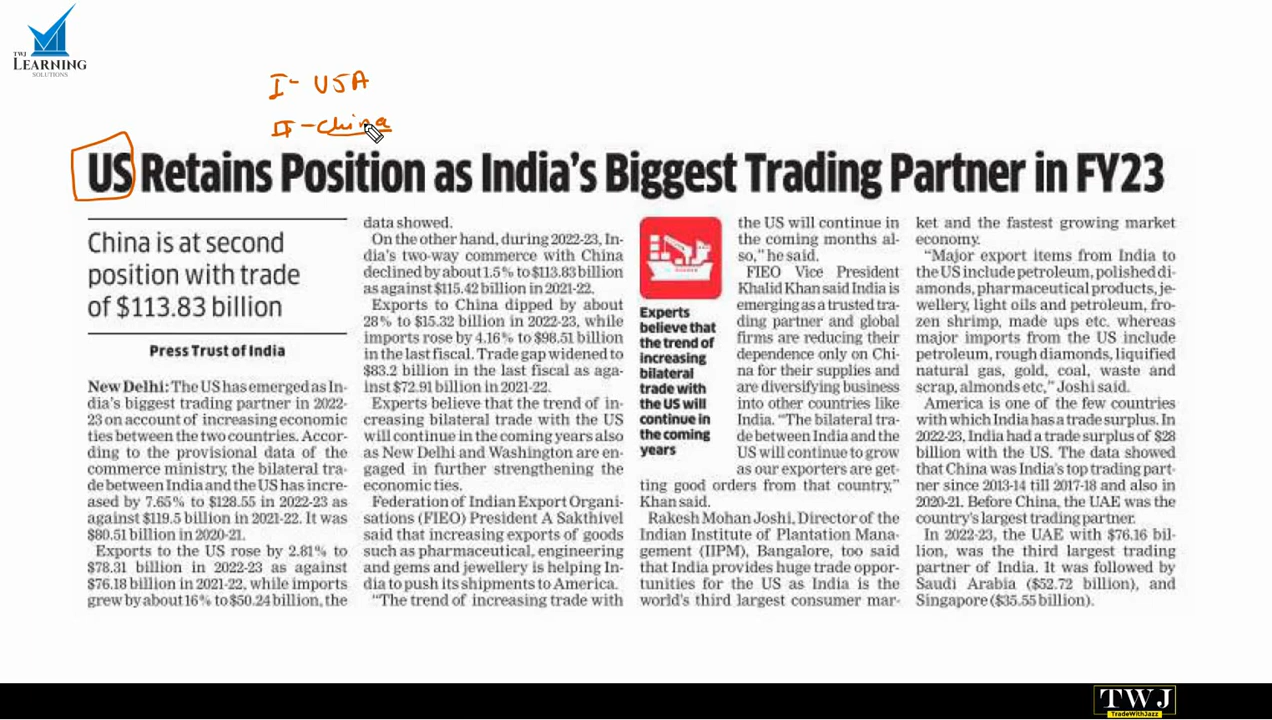 TWJ
LEARNING
SOLUTIONS
I- USA
II - China
US Retains Position as India's Biggest Trading Partner in FY23
China is at second
position with trade
of $113.83 billion
Press Trust of India
New Delhi: The US has emerged as In-
dia's biggest trading partner in 2022-
23 on account of increasing economic
ties between the two countries. Accor-
ding to the provisional data of the
commerce ministry, the bilateral tra-
de between India and the US has incre-
ased by 7.65% to $128.55 in 2022-23 as
against $119.5 billion in 2021-22. It was
$80.51 billion in 2020-21.
Exports to the US rose by 2.81% to
$78.31 billion in 2022-23 as against
$76.18 billion in 2021-22, while imports
grew by about 16% to $50.24 billion, the
data showed.
On the other hand, during 2022-23, In-
dia's two-way commerce with China
declined by about 1.5% to $113.83 billion
as against $115.42 billion in 2021-22.
Exports to China dipped by about
28% to $15.32 billion in 2022-23, while
imports rose by 4.16% to $98.51 billion
in the last fiscal. Trade gap widened to
$83.2 billion in the last fiscal as aga-
inst $72.91 billion in 2021-22.
Experts believe that the trend of in-
creasing bilateral trade with the US
will continue in the coming years also
as New Delhi and Washington are en-
gaged in further strengthening the
economic ties.
Federation of Indian Export Organi-
sations (FIEO) President A Sakthivel
said that increasing exports of goods
such as pharmaceutical, engineering
and gems and jewellery is helping In-
dia to push its shipments to America.
"The trend of increasing trade with
Experts
believe that
the trend of
increasing
bilateral
trade with
the US will
continue in
the coming
years
the US will continue in
the coming months al-
so," he said.
FIEO Vice President
Khalid Khan said India is
emerging as a trusted tra-
ding partner and global
firms are reducing their
dependence only on Chi-
na for their supplies and
are diversifying business
into other countries like
India. "The bilateral tra-
de between India and the
US will continue to grow
as our exporters are get-
ting good orders from that country,"
Khan said.
Rakesh Mohan Joshi, Director of the
Indian Institute of Plantation Mana-
gement (IIPM), Bangalore, too said
that India provides huge trade oppor-
tunities for the US as India is the
world's third largest consumer mar-
ket and the fastest growing market
economy.
"Major export items from India to
the US include petroleum, polished di-
amonds, pharmaceutical products, je-
wellery, light oils and petroleum, fro-
zen shrimp, made ups etc. whereas
major imports from the US include
petroleum, rough diamonds, liquified
natural gas, gold, coal, waste and
scrap, almonds etc," Joshi said.
America is one of the few countries
with which India has a trade surplus. In
2022-23, India had a trade surplus of $28
billion with the US. The data showed
that China was India's top trading part-
ner since 2013-14 till 2017-18 and also in
2020-21. Before China, the UAE was the
country's largest trading partner.
In 2022-23, the UAE with $76.16 bil-
lion, was the third largest trading
partner of India. It was followed by
Saudi Arabia ($52.72 billion), and
Singapore ($35.55 billion).
TWJ
TradeWithJazz